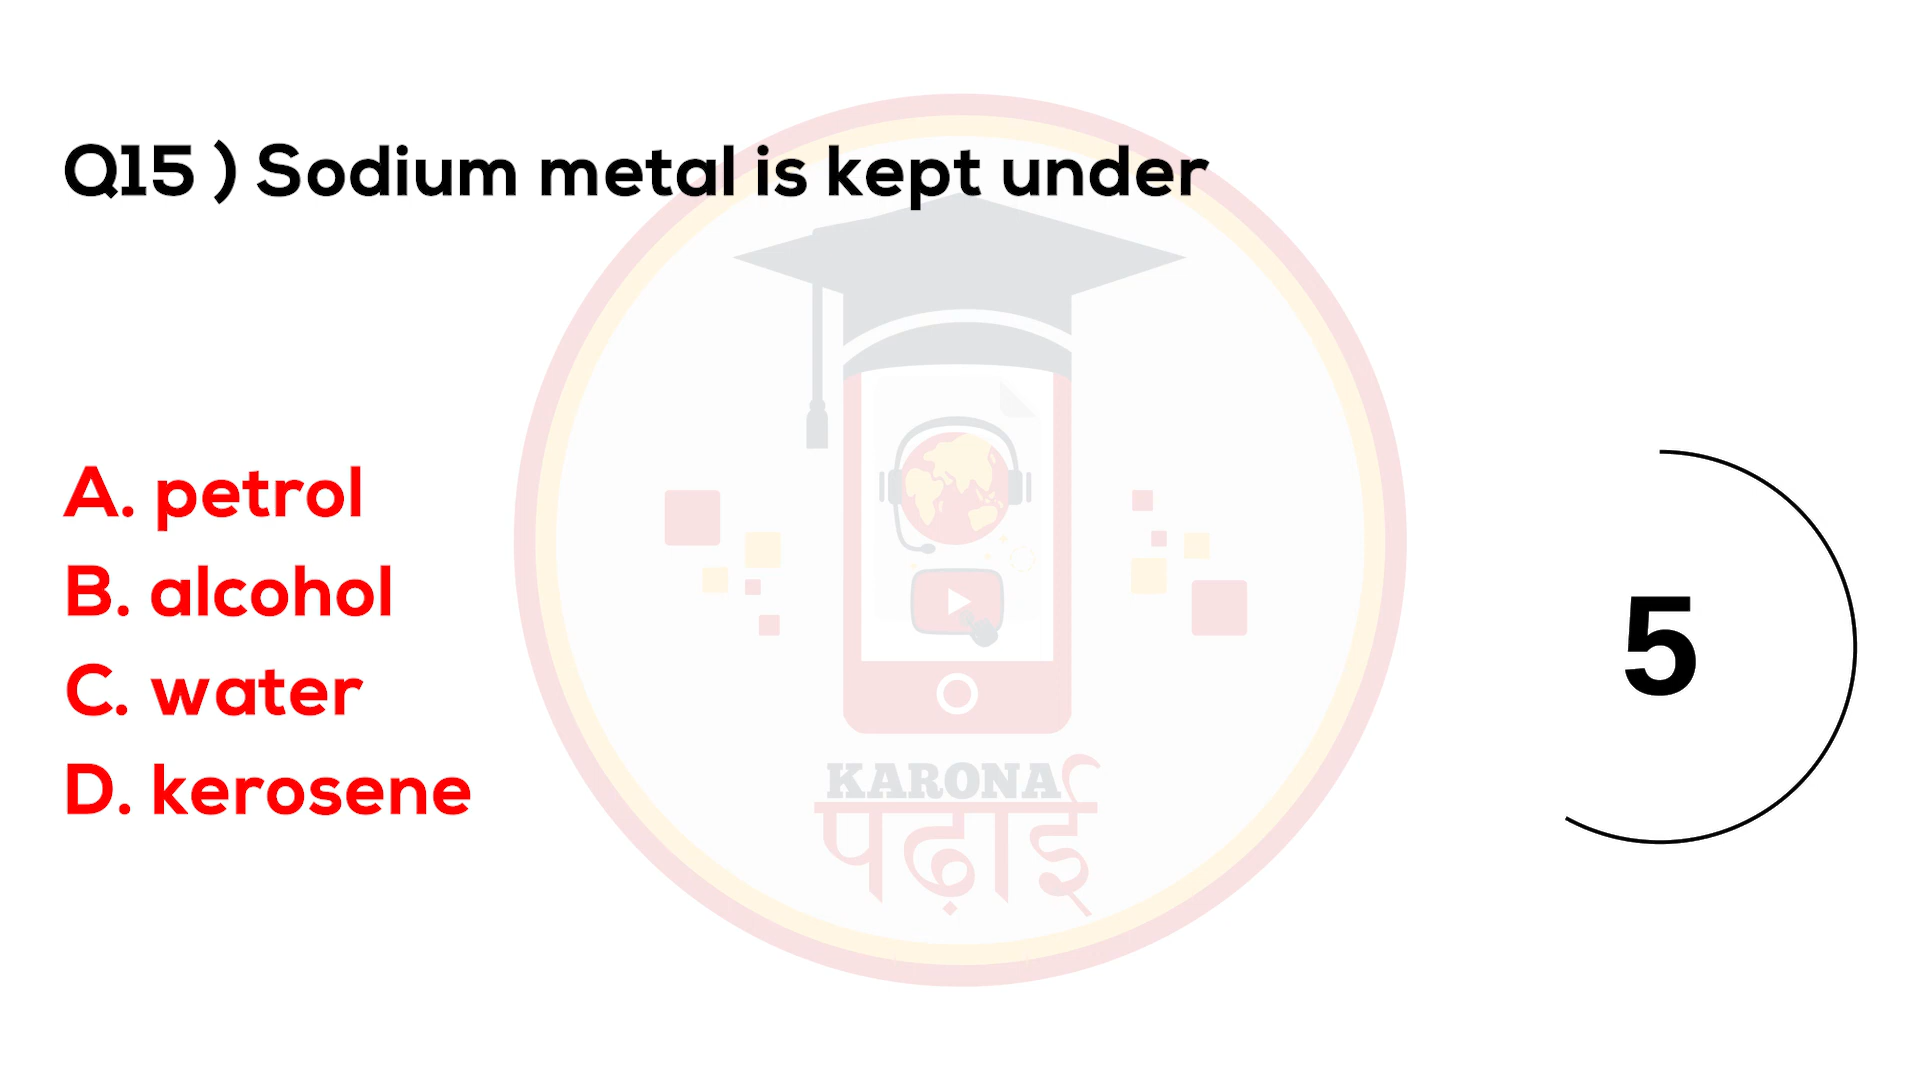 Q15 ) Sodium metal is kept under
A. petrol
B. alcohol
C. water
D. kerosene
5
KARONA
पढ़ाई